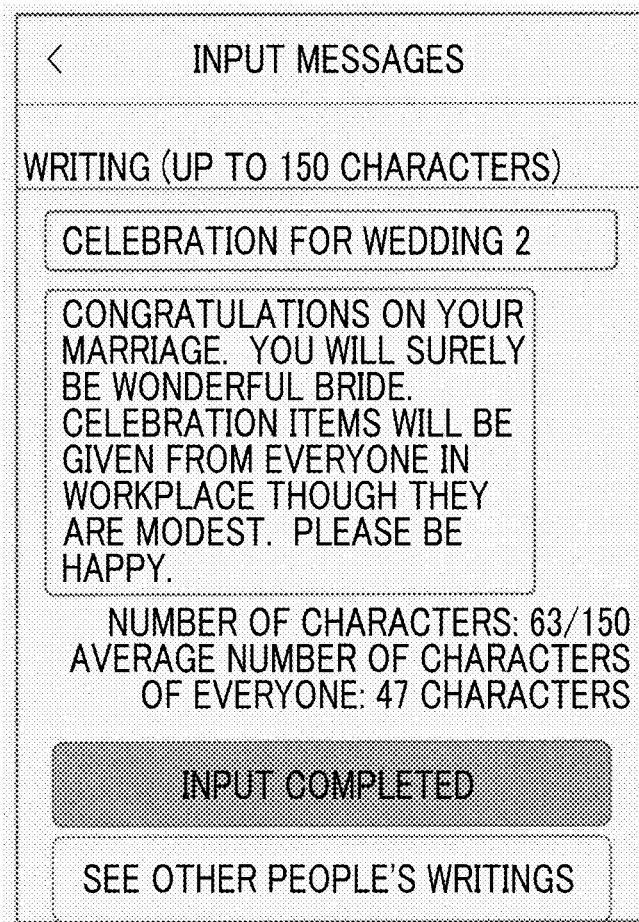 < INPUT MESSAGES
WRITING (UP TO 150 CHARACTERS)
CELEBRATION FOR WEDDING 2
CONGRATULATIONS ON YOUR
MARRIAGE. YOU WILL SURELY
BE WONDERFUL BRIDE.
CELEBRATION ITEMS WILL BE
GIVEN FROM EVERYONE IN
WORKPLACE THOUGH THEY
ARE MODEST. PLEASE BE
HAPPY.
NUMBER OF CHARACTERS: 63/150
AVERAGE NUMBER OF CHARACTERS
OF EVERYONE: 47 CHARACTERS
INPUT COMPLETED
SEE OTHER PEOPLE'S WRITINGS